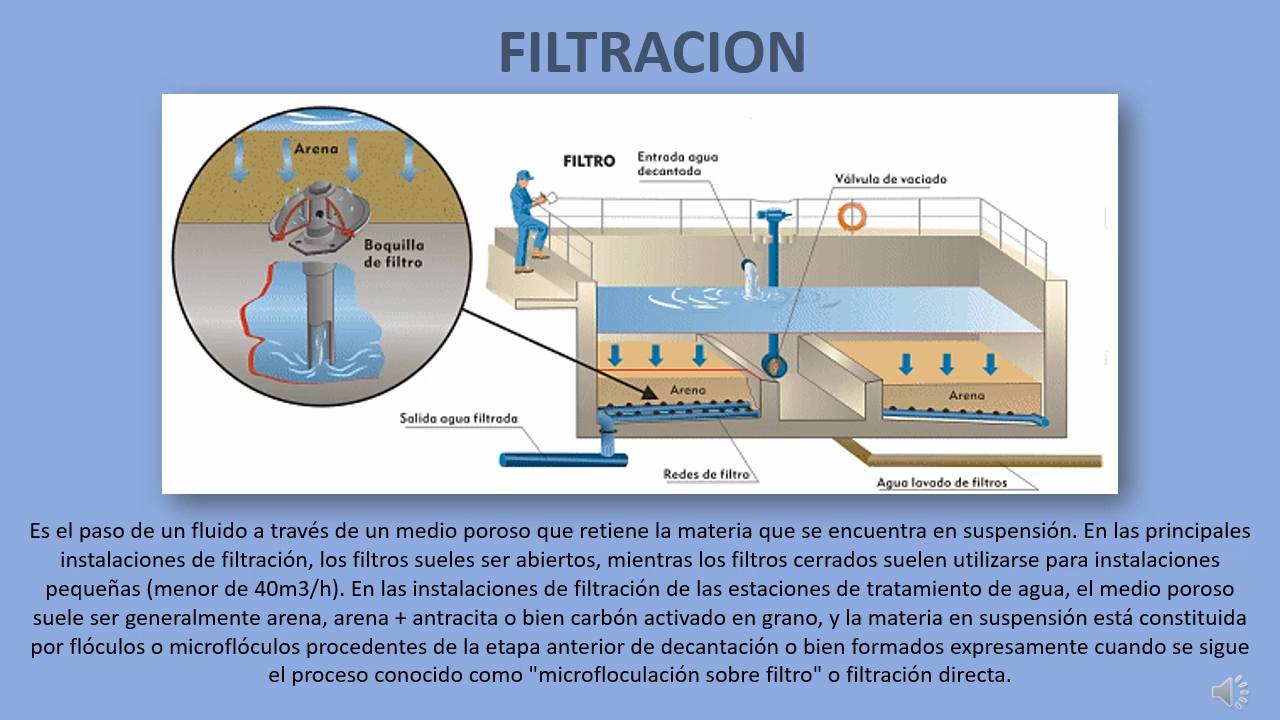 FILTRACION
Arena
Boquilla
de filtro
FILTRO
Entrada agua
decantada
Válvula de vaciado
Arena
Arena
Salida agua filtrada
Redes de filtro
Agua lavado de filtros
Es el paso de un fluido a través de un medio poroso que retiene la materia que se encuentra en suspensión. En las principales
instalaciones de filtración, los filtros sueles ser abiertos, mientras los filtros cerrados suelen utilizarse para instalaciones
pequeñas (menor de 40m3/h). En las instalaciones de filtración de las estaciones de tratamiento de agua, el medio poroso
suele ser generalmente arena, arena + antracita o bien carbón activado en grano, y la materia en suspensión está constituida
por flóculos o microflóculos procedentes de la etapa anterior de decantación o bien formados expresamente cuando se sigue
el proceso conocido como "microfloculación sobre filtro" o filtración directa.